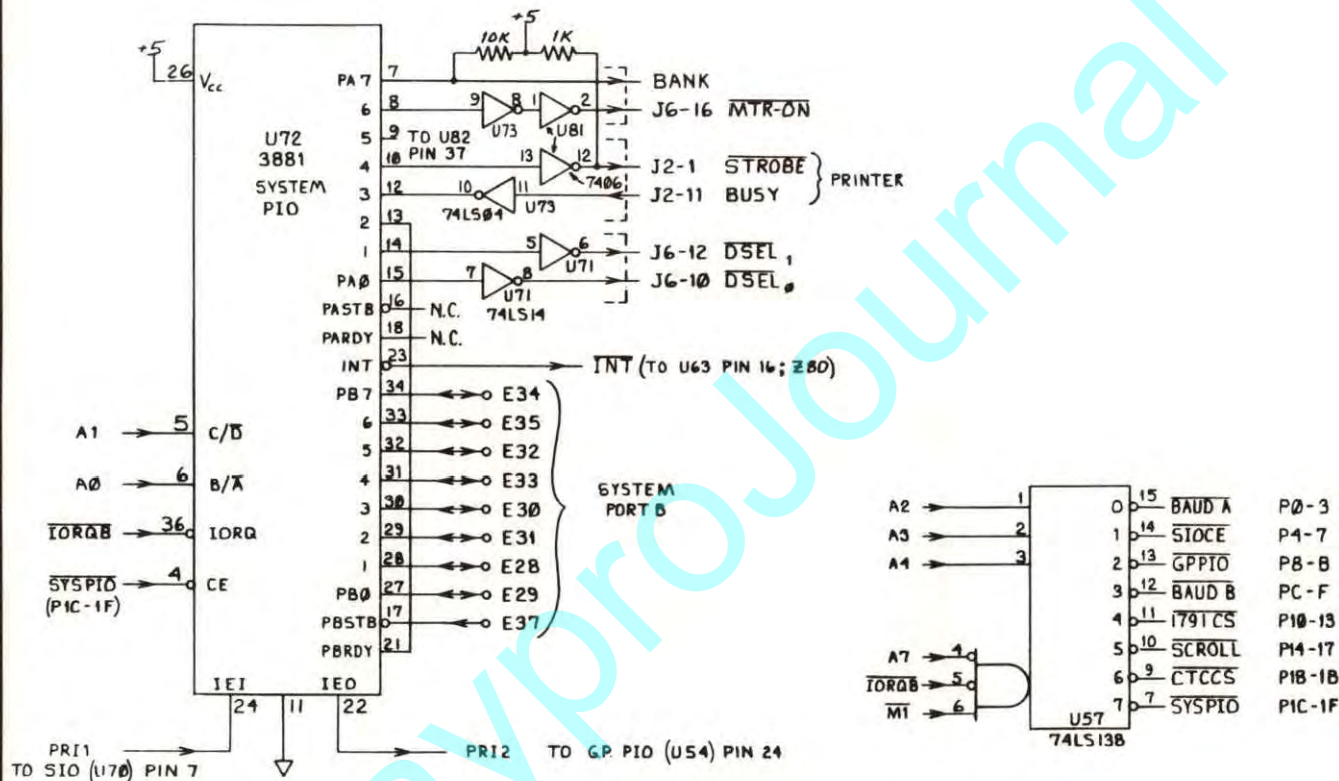 +5
10K 1K
+5
26 Vcc
PA7 7 BANK
6 8 9 8 1 2 J6-16 MTR-ON
U73 U81
5 9 TO U82 PIN 37
U72
3881
SYSTEM
PIO
4 10 13 12 J2-1 STROBE
7406
PRINTER
3 12 10 11 J2-11 BUSY
74LS04 U73
2 13
1 14 5 6 J6-12 DSEL1
U71
PA0 15 7 8 J6-10 DSEL0
U71
74LS14
PASTB 16 N.C.
PARDY 18 N.C.
INT 23 INT (TO U63 PIN 16; Z80)
PB7 34 E34
6 33 E35
5 32 E32
4 31 E33
3 30 E30
2 29 E31
1 28 E28
PB0 27 E29
PBSTB 17 E37
PBRDY 21
SYSTEM
PORT B
A1 5 C/D
A0 6 B/A
IORQB 36 IORQ
SYSPIO 4 CE
(P1C-1F)
IEI IEO
24 11 22
PRI1
TO SIO (U70) PIN 7
PRI2 TO G.P. PIO (U54) PIN 24
A2 1 0 15 BAUD A P0-3
A3 2 1 14 SIOCE P4-7
A4 3 2 13 GPPIO P8-B
3 12 BAUD B PC-F
4 11 1791CS P10-13
5 10 SCROLL P14-17
A7 4
IORQB 5
M1 6
6 9 CTCCS P18-1B
7 7 SYSPIO P1C-1F
U57
74LS138
ayproJournal